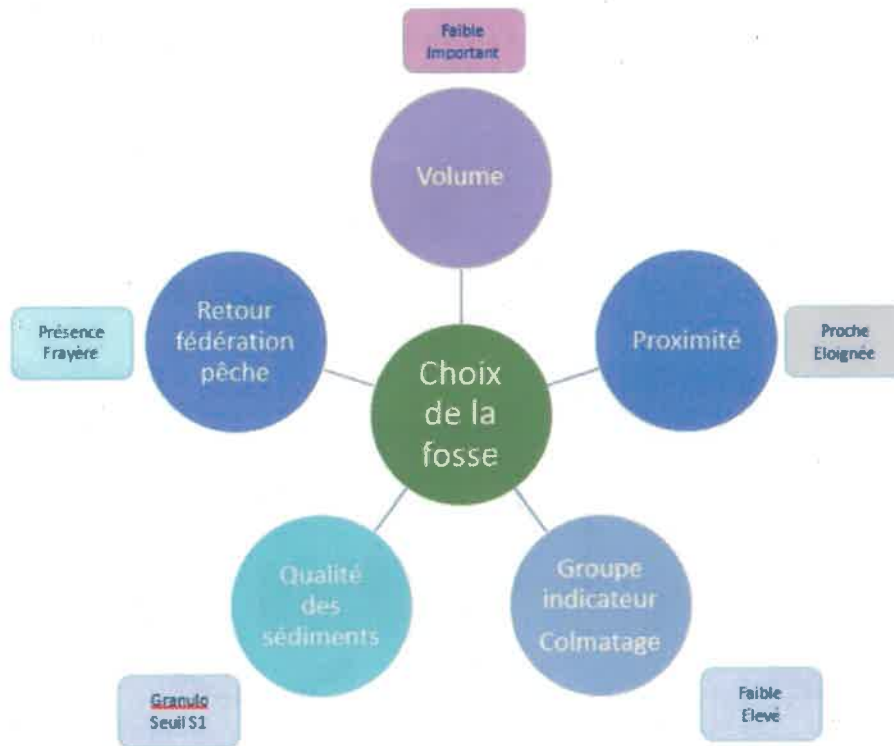 Faible
Important
Volume
Retour
fédération
pêche
Présence
Frayère
Proximité
Proche
Eloignée
Choix
de la
fosse
Qualité
des
sédiments
Granulo
Seuil S1
Groupe
indicateur
Colmatage
Faible
Elevé